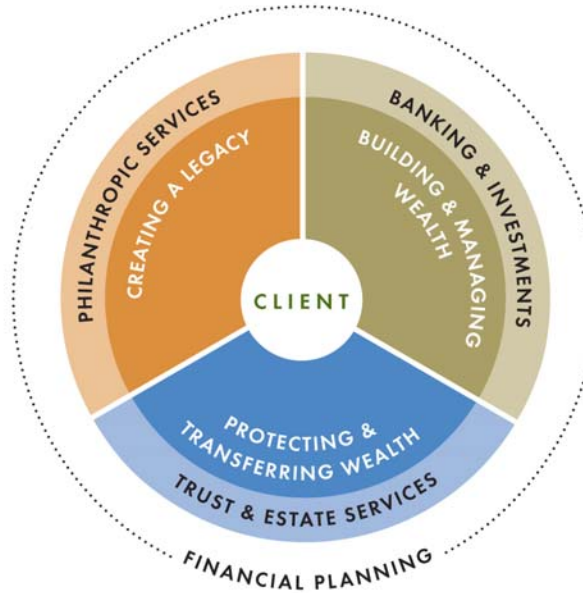 PHILANTHROPIC SERVICES
CREATING A LEGACY
BANKING & INVESTMENTS
BUILDING & MANAGING
WEALTH
CLIENT
PROTECTING &
TRANSFERRING WEALTH
TRUST & ESTATE SERVICES
FINANCIAL PLANNING